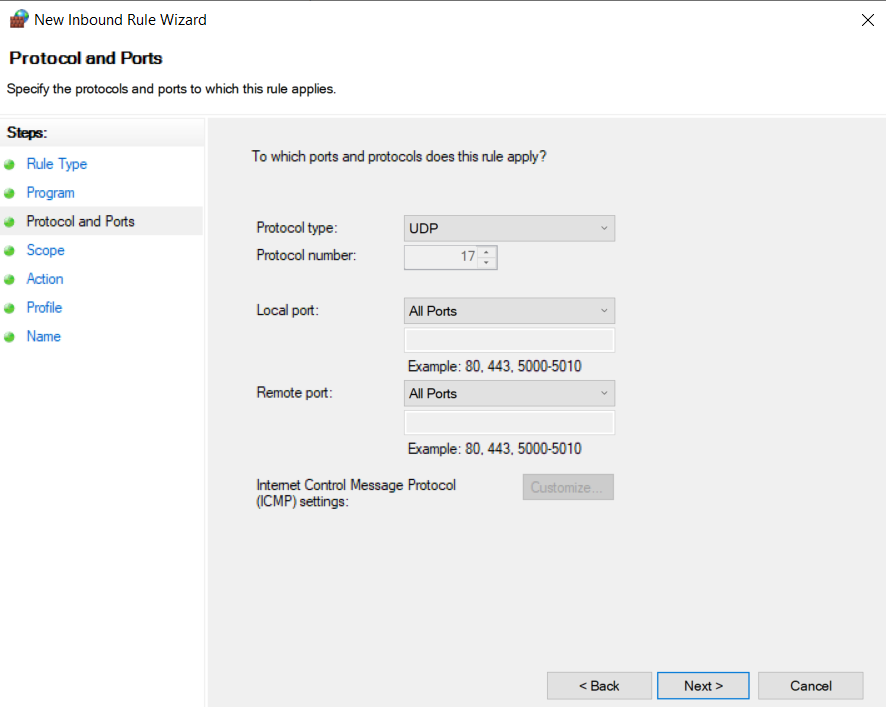 New Inbound Rule Wizard
Protocol and Ports
Specify the protocols and ports to which this rule applies.
Steps:
Rule Type
Program
Protocol and Ports
Scope
Action
Profile
Name
To which ports and protocols does this rule apply?
Protocol type: UDP
Protocol number: 17
Local port: All Ports
Example: 80, 443, 5000-5010
Remote port: All Ports
Example: 80, 443, 5000-5010
Internet Control Message Protocol
(ICMP) settings:
Customize...
< Back Next > Cancel